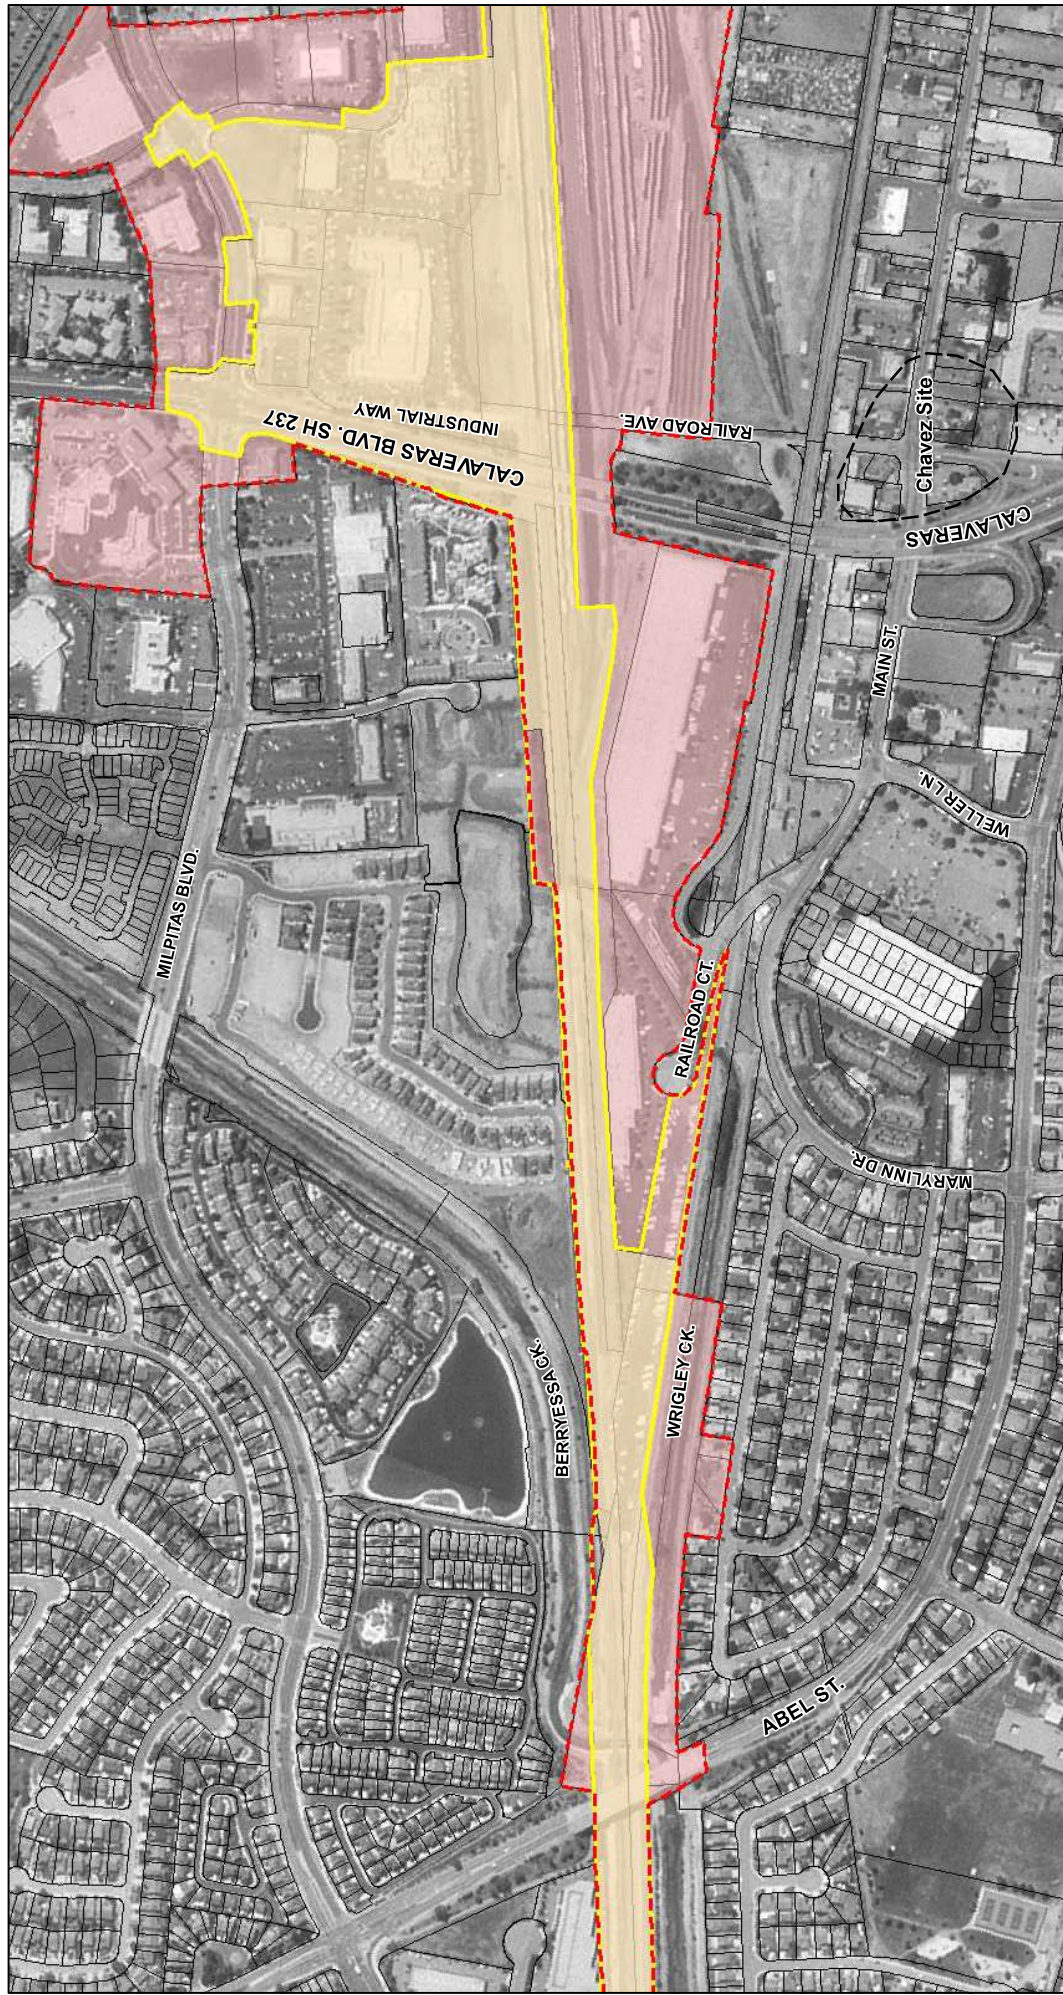 INDUSTRIAL WAY
CALAVERAS BLVD. SH 237
RAILROAD AVE.
Chavez Site
CALAVERAS
MAIN ST.
WELLER LN.
MILPITAS BLVD.
RAILROAD CT.
MARYLINN DR.
BERRYESSA CK.
WRIGLEY CK.
ABEL ST.